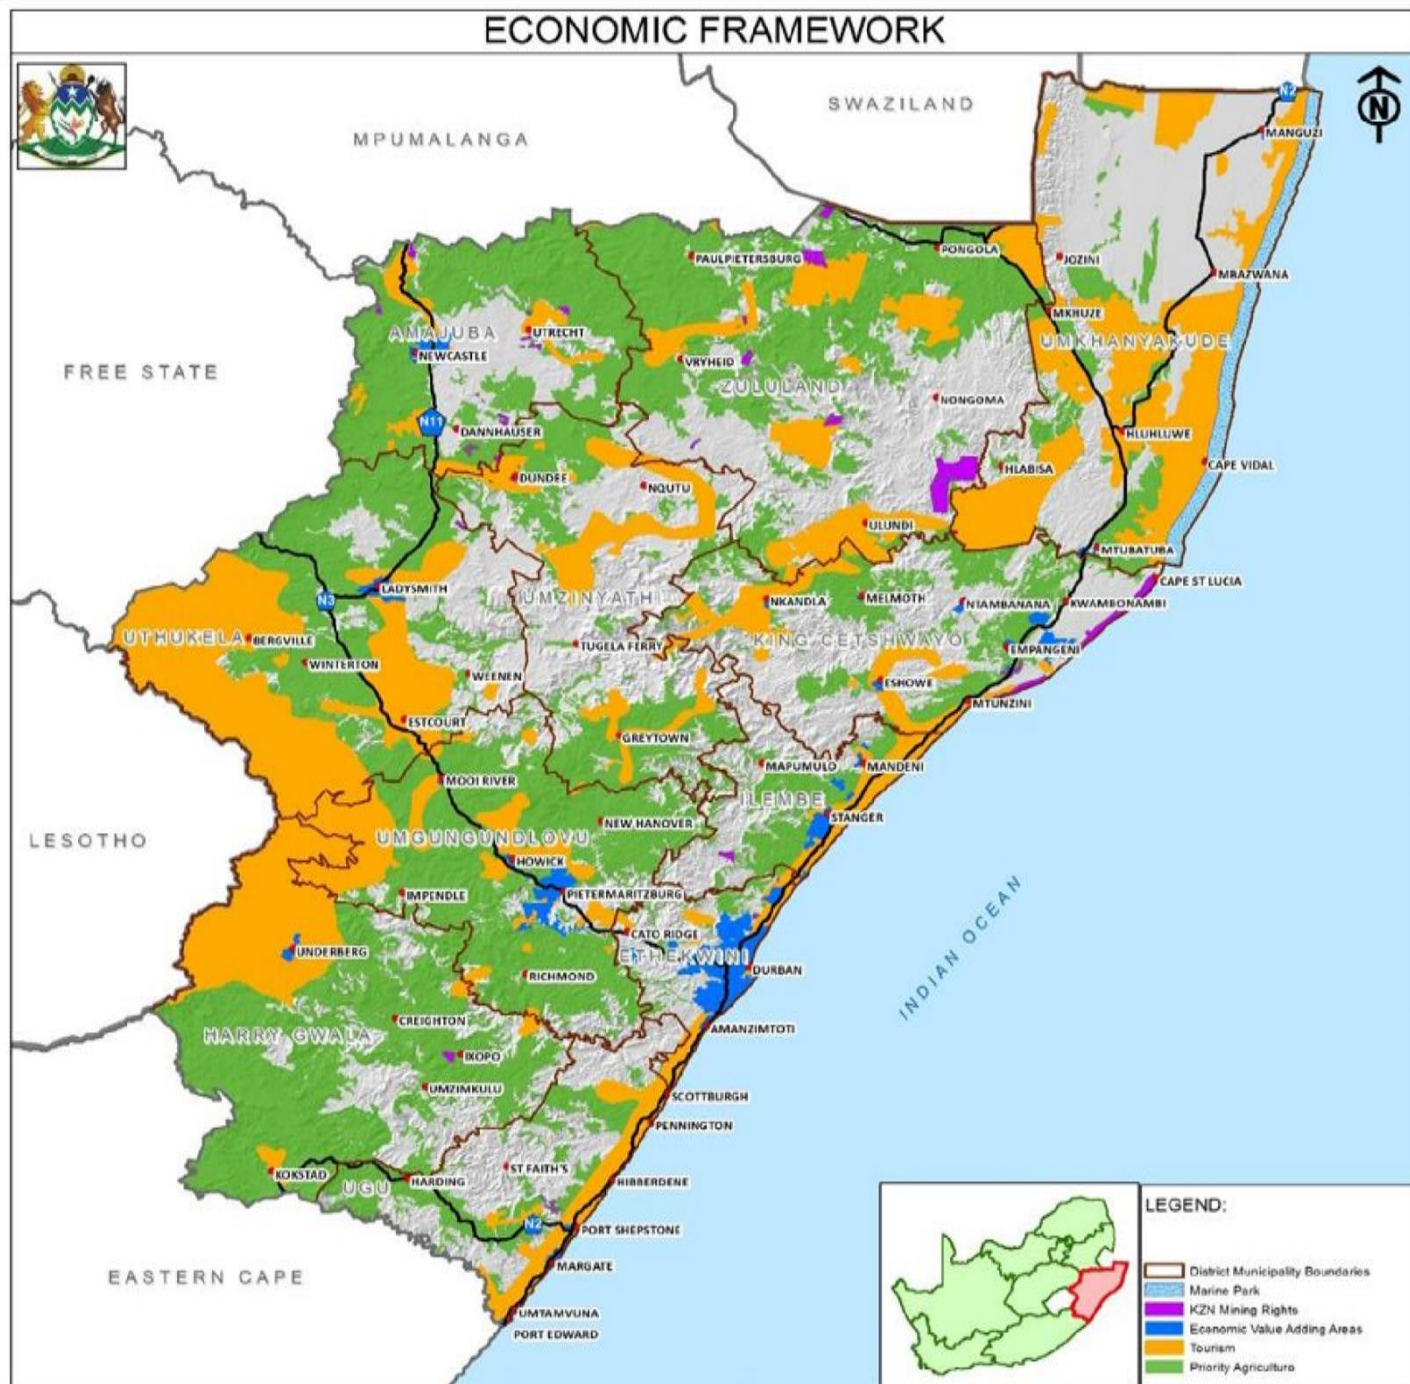 ECONOMIC FRAMEWORK
SWAZILAND
N
N2
MPUMALANGA
MANGUZI
PONGOLA
PAULPIETERSBURG
JOZINI
MBAZWANA
MKHUZE
AMAJUBA
UTRECHT
UMKHANYAKUDE
NEWCASTLE
VRYHEID
FREE STATE
ZULULAND
NONGOMA
N11
DANNHAUSER
HLUHLUWE
CAPE VIDAL
HLABISA
DUNDEE
NQUTU
ULUNDI
MTUBATUBA
CAPE ST LUCIA
LADYSMITH
N3
UMZINYATHI
NKANDLA
MELMOTH
NTAMBANANA
KWAMBONAMBI
UTHUKELA
BERGVILLE
KING CETSHWAYO
TUGELA FERRY
EMPANGENI
WINTERTON
WEENEN
ESHOWE
MTUNZINI
ESTCOURT
GREYTOWN
MAPUMULO
MANDENI
MOOI RIVER
ILEMBE
STANGER
NEW HANOVER
UMGUNGUNDLOVU
LESOTHO
HOWICK
IMPENDLE
PIETERMARITZBURG
CATO RIDGE
UNDERBERG
ETHEKWINI
DURBAN
RICHMOND
INDIAN OCEAN
CREIGHTON
AMANZIMTOTI
HARRY GWALA
IXOPO
UMZIMKULU
SCOTTBURGH
PENNINGTON
ST FAITH'S
KOKSTAD
HARDING
HIBBERDENE
UGU
N2
PORT SHEPSTONE
MARGATE
EASTERN CAPE
UMTAMVUNA
PORT EDWARD
LEGEND:
District Municipality Boundaries
Marine Park
KZN Mining Rights
Economic Value Adding Areas
Tourism
Priority Agriculture